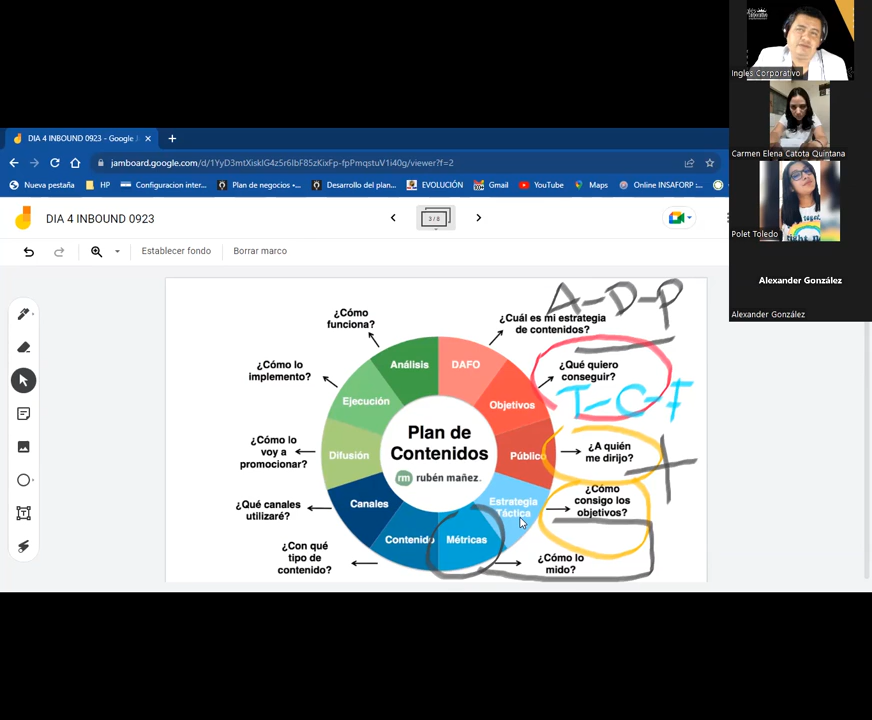 Ingles Corporativo
Carmen Elena Catota Quintana
Polet Toledo
Alexander González
Alexander González
DIA 4 INBOUND 0923 - Google
jamboard.google.com/d/1YyD3mtXisklG4z5r6IbF85zKixFp-fpPmqstuV1i40g/viewer?f=2
Nueva pestaña
HP
Configuracion inter...
Plan de negocios •...
Desarrollo del plan...
EVOLUCIÓN
Gmail
YouTube
Maps
Online INSAFORP :...
DIA 4 INBOUND 0923
3 / 8
Establecer fondo
Borrar marco
A-D-P
¿Cómo
funciona?
¿Cuál es mi estrategia
de contenidos?
¿Cómo lo
implemento?
Análisis
DAFO
¿Qué quiero
conseguir?
Ejecución
Objetivos
T-C-F
¿Cómo lo
voy a
promocionar?
Difusión
Plan de
Contenidos
rm rubén mañez.
Público
¿A quién
me dirijo?
¿Qué canales
utilizaré?
Canales
Estrategia
Táctica
¿Cómo
consigo los
objetivos?
¿Con qué
tipo de
contenido?
Contenido
Métricas
¿Cómo lo
mido?